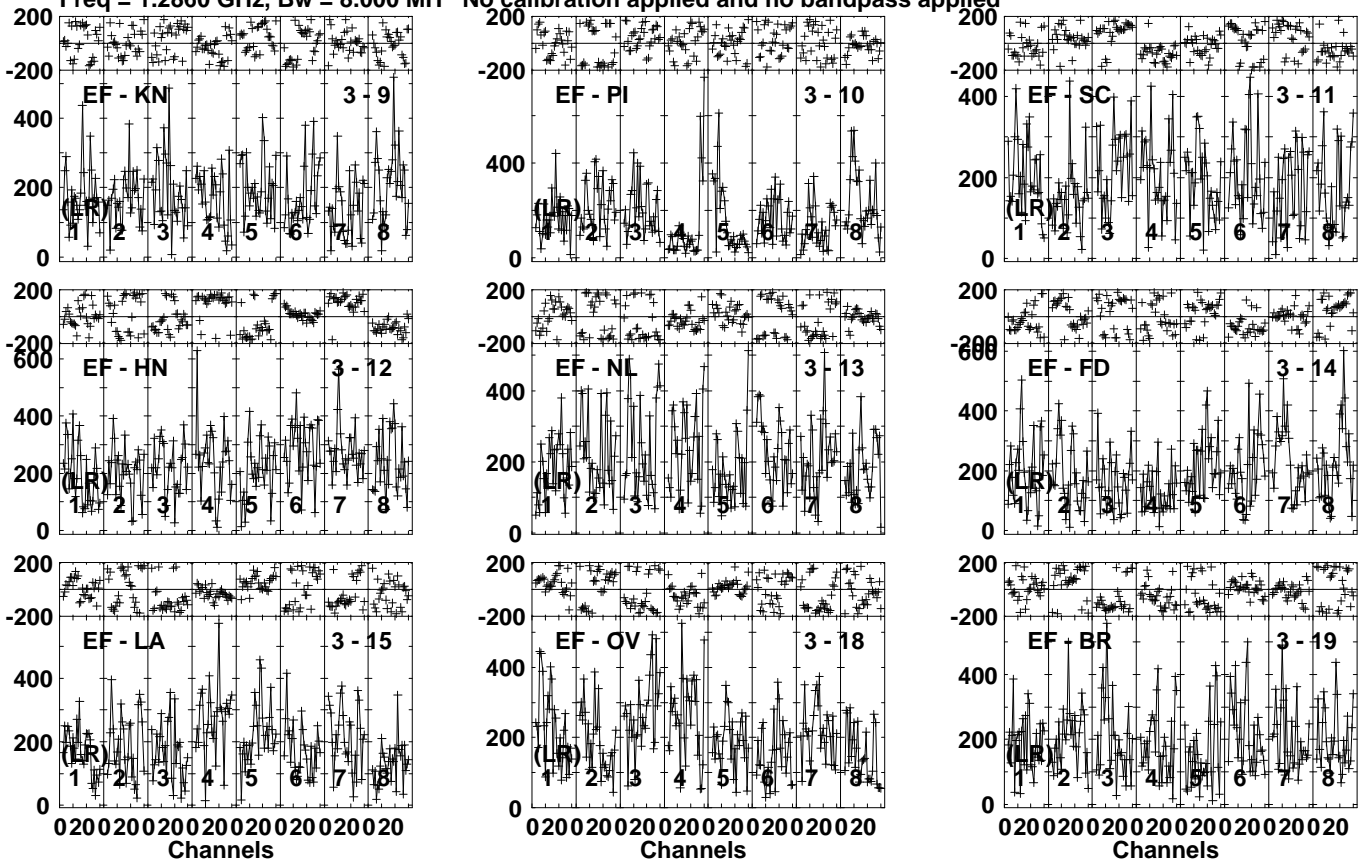 Freq = 1.2860 GHz, Bw = 8.000 MH No calibration applied and no bandpass applied
200 200 200
-200 -200 -200
EF - KN 3 - 9 EF - PI 3 - 10 EF - SC 3 - 11
400 400 400
200 200
(LR) (LR) (LR)
1 2 3 4 5 6 7 8 1 2 3 4 5 6 7 8 1 2 3 4 5 6 7 8
0 0 0
200 200 200
-200 -200 -200
600 600
EF - HN 3 - 12 EF - NL 3 - 13 EF - FD 3 - 14
400 400 400
200 200 200
(LR) (LR) (LR)
1 2 3 4 5 6 7 8 1 2 3 4 5 6 7 8 1 2 3 4 5 6 7 8
0 0 0
200 200 200
-200 -200 -200
EF - LA 3 - 15 EF - OV 3 - 18 EF - BR 3 - 19
400 400 400
200 200 200
(LR) (LR) (LR)
1 2 3 4 5 6 7 8 1 2 3 4 5 6 7 8 1 2 3 4 5 6 7 8
0 0 0
0 20 0 20 0 20 0 20 0 20 0 20 0 20 0 20 0 20 0 20 0 20 0 20 0 20 0 20 0 20 0 20 0 20 0 20 0 20 0 20 0 20 0 20 0 20 0 20
Channels Channels Channels